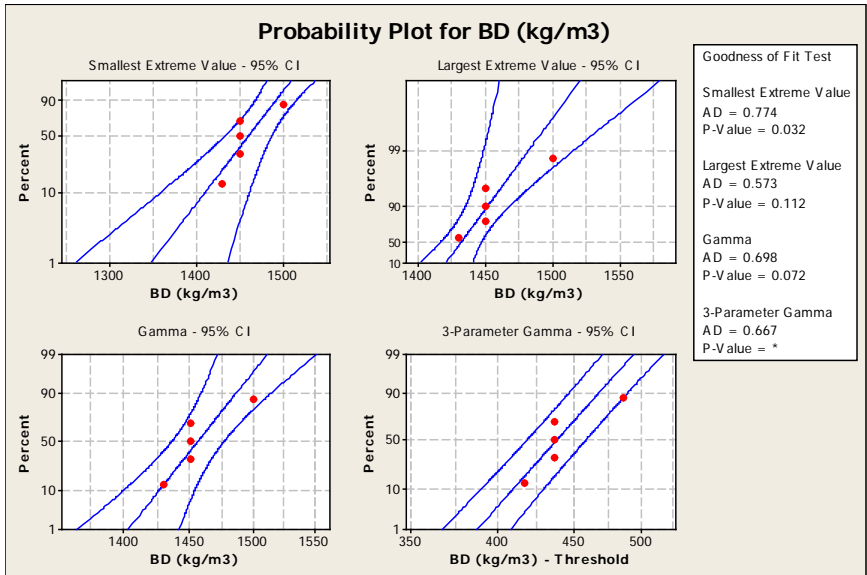 Probability Plot for BD (kg/m3)
Smallest Extreme Value - 95% CI
Percent
90
50
10
1
1300
1400
1500
BD (kg/m3)
Largest Extreme Value - 95% CI
Percent
99
90
50
10
1400
1450
1500
1550
BD (kg/m3)
Gamma - 95% CI
Percent
99
90
50
10
1
1400
1450
1500
1550
BD (kg/m3)
3-Parameter Gamma - 95% CI
Percent
99
90
50
10
1
350
400
450
500
BD (kg/m3) - Threshold
Goodness of Fit Test
Smallest Extreme Value
AD = 0.774
P-Value = 0.032
Largest Extreme Value
AD = 0.573
P-Value = 0.112
Gamma
AD = 0.698
P-Value = 0.072
3-Parameter Gamma
AD = 0.667
P-Value = *